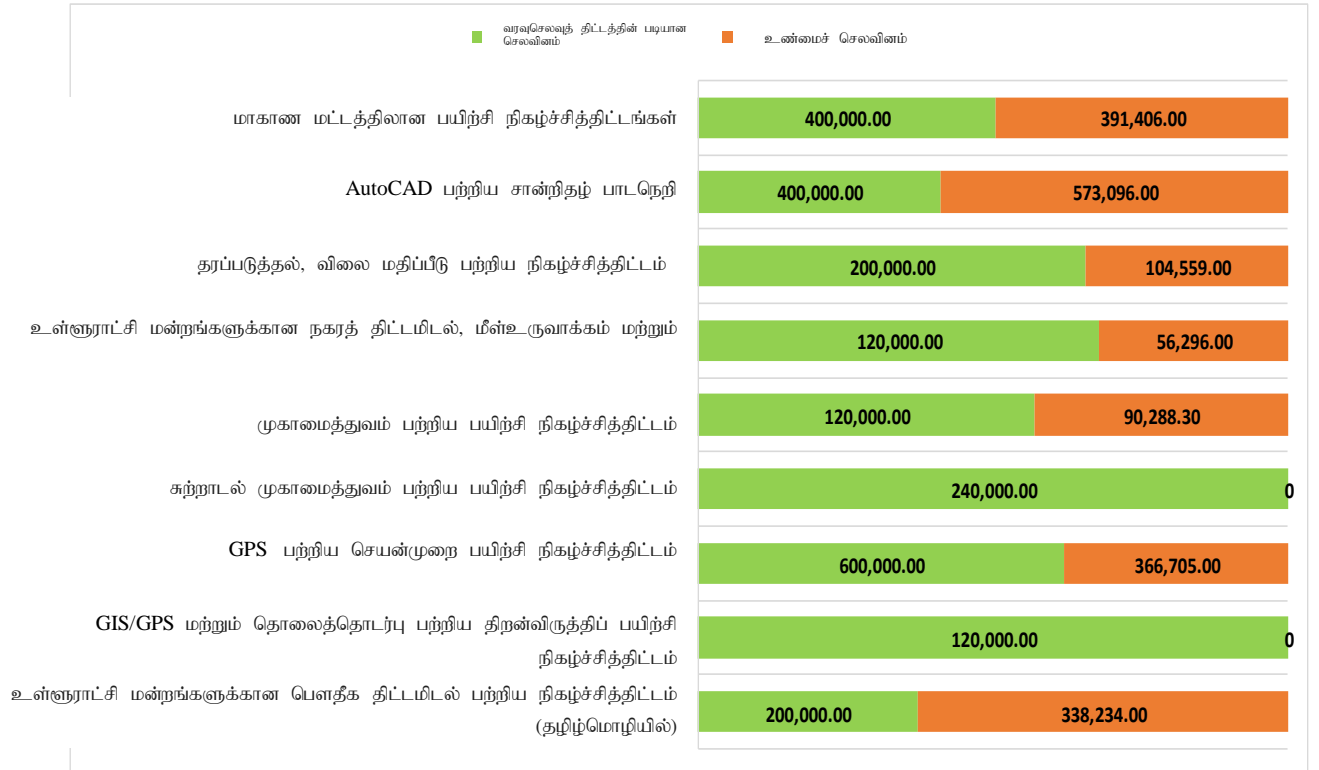 வரவுசெலவுத் திட்டத்தின் படியான
செலவினம்
உண்மைச் செலவினம்
மாகாண மட்டத்திலான பயிற்சி நிகழ்ச்சித்திட்டங்கள்
400,000.00 391,406.00
AutoCAD பற்றிய சான்றிதழ் பாடநெறி
400,000.00 573,096.00
தரப்படுத்தல், விலை மதிப்பீடு பற்றிய நிகழ்ச்சித்திட்டம்
200,000.00 104,559.00
உள்ளூராட்சி மன்றங்களுக்கான நகரத் திட்டமிடல், மீள்உருவாக்கம் மற்றும்
120,000.00 56,296.00
முகாமைத்துவம் பற்றிய பயிற்சி நிகழ்ச்சித்திட்டம்
120,000.00 90,288.30
சுற்றாடல் முகாமைத்துவம் பற்றிய பயிற்சி நிகழ்ச்சித்திட்டம்
240,000.00 0
GPS பற்றிய செயன்முறை பயிற்சி நிகழ்ச்சித்திட்டம்
600,000.00 366,705.00
GIS/GPS மற்றும் தொலைத்தொடர்பு பற்றிய திறன்விருத்திப் பயிற்சி
நிகழ்ச்சித்திட்டம்
120,000.00 0
உள்ளூராட்சி மன்றங்களுக்கான பௌதீக திட்டமிடல் பற்றிய நிகழ்ச்சித்திட்டம்
(தமிழ்மொழியில்)
200,000.00 338,234.00